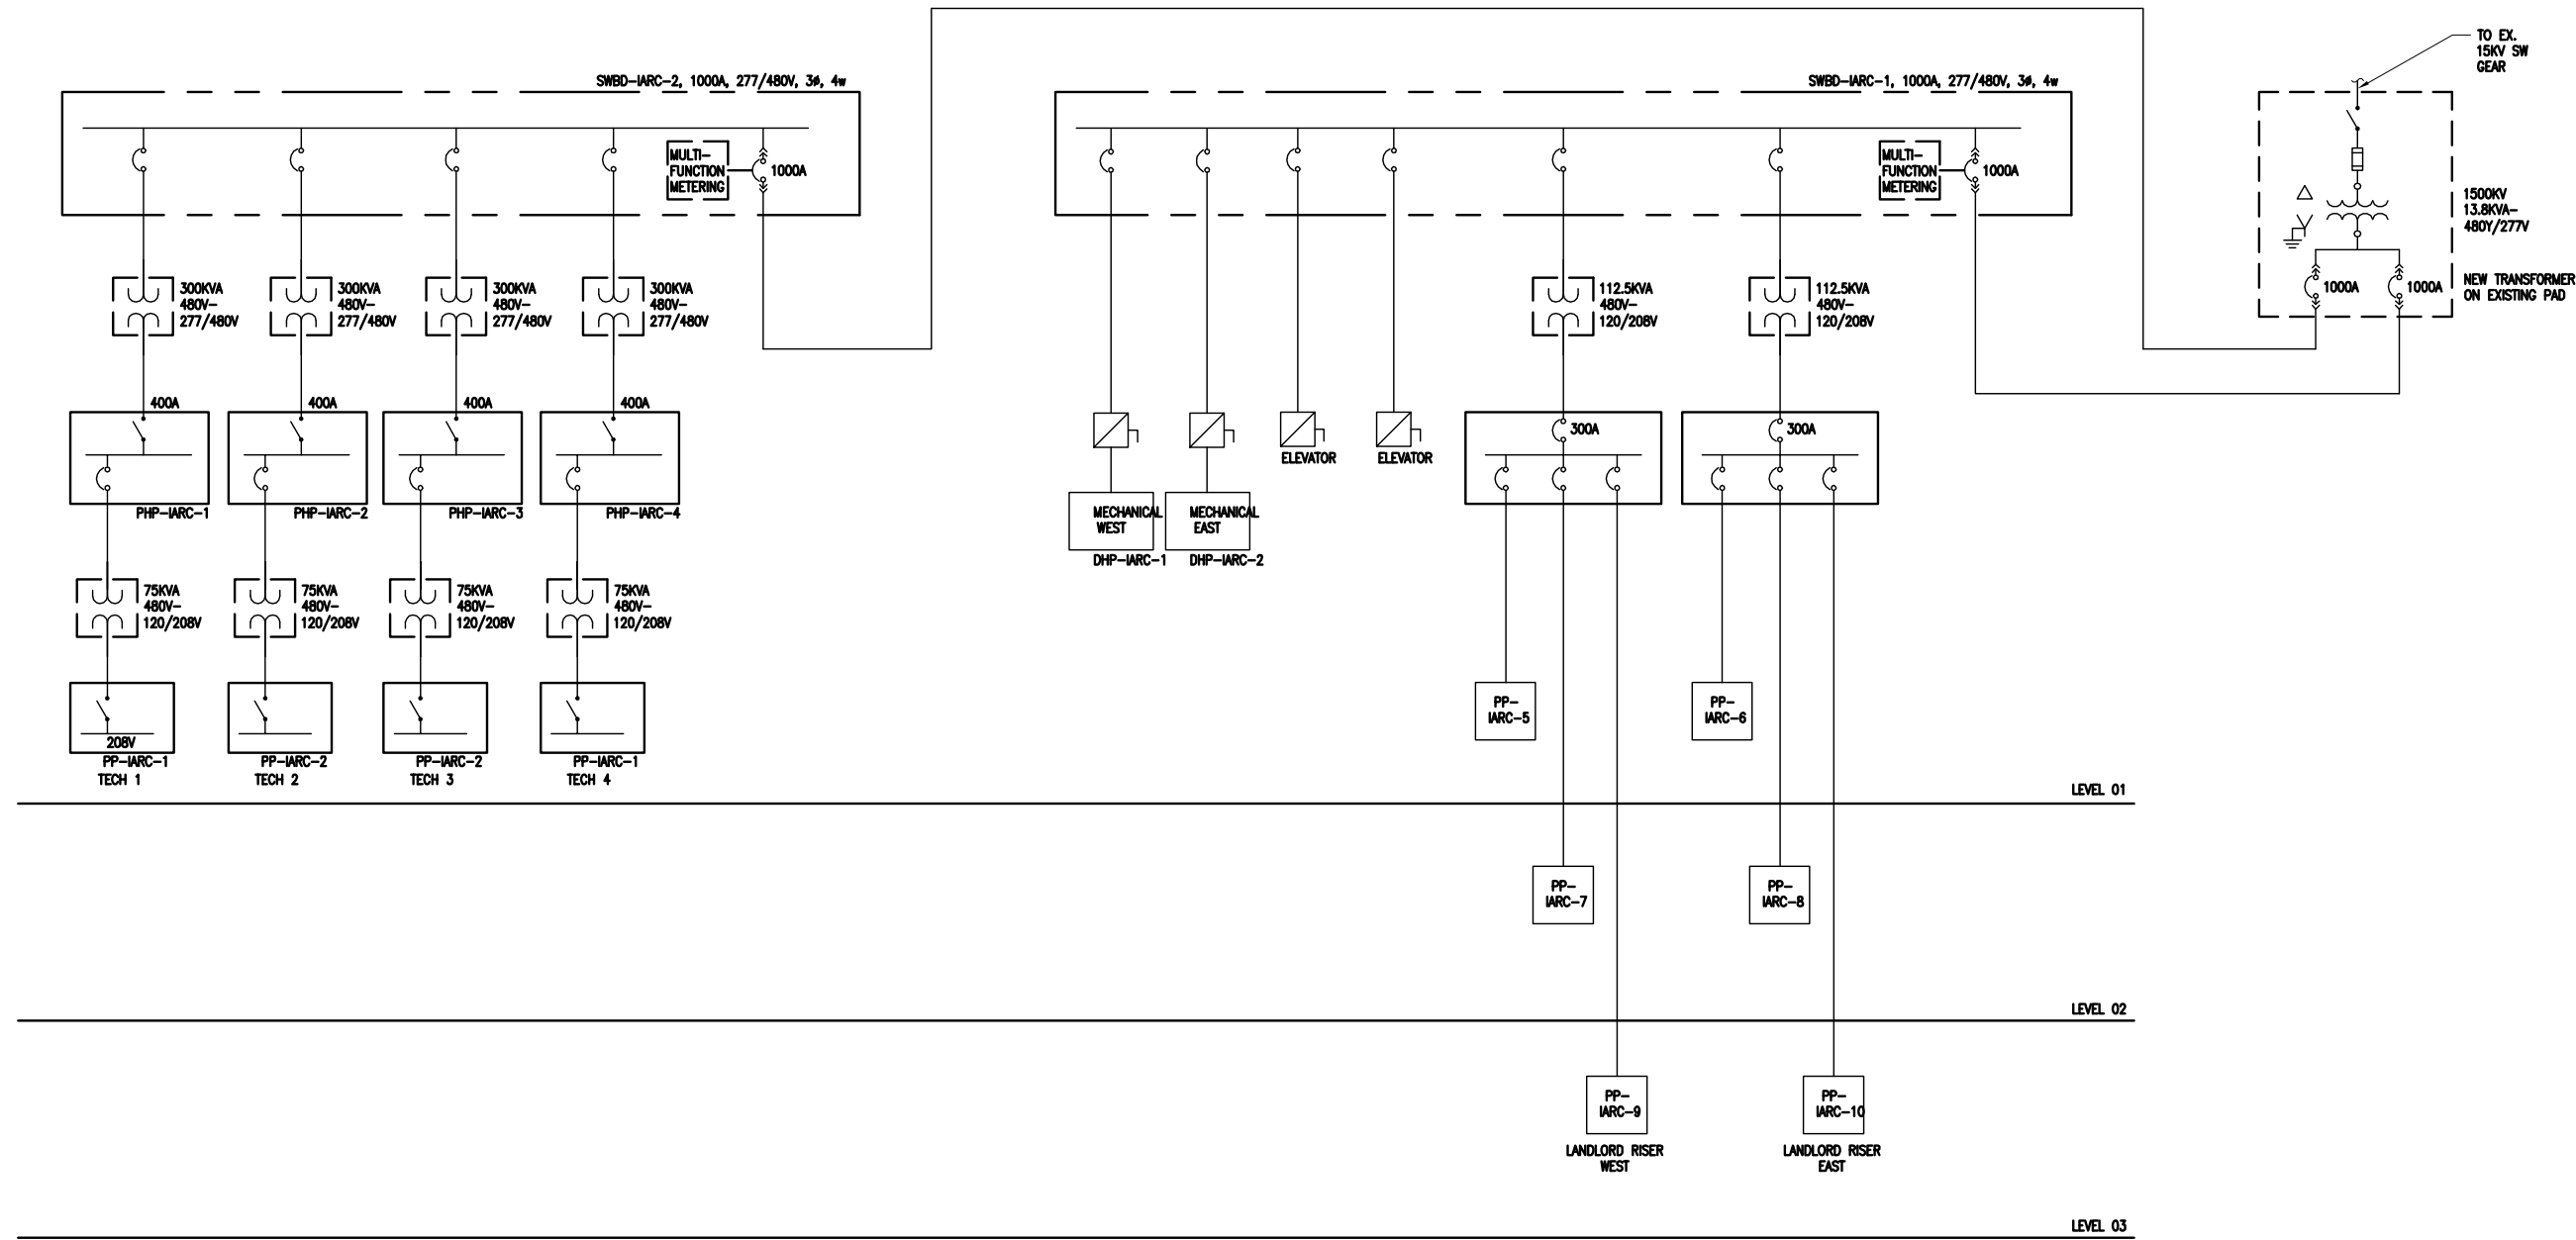 TO EX.
15KV SW
GEAR
SWBD-IARC-2, 1000A, 277/480V, 3ø, 4w
SWBD-IARC-1, 1000A, 277/480V, 3ø, 4w
MULTI-
FUNCTION
METERING
1000A
MULTI-
FUNCTION
METERING
1000A
1500KV
13.8KVA-
480Y/277V
NEW TRANSFORMER
ON EXISTING PAD
1000A
1000A
300KVA
480V-
277/480V
300KVA
480V-
277/480V
300KVA
480V-
277/480V
300KVA
480V-
277/480V
112.5KVA
480V-
120/208V
112.5KVA
480V-
120/208V
400A
400A
400A
400A
300A
300A
ELEVATOR
ELEVATOR
PHP-IARC-1
PHP-IARC-2
PHP-IARC-3
PHP-IARC-4
MECHANICAL
WEST
MECHANICAL
EAST
DHP-IARC-1
DHP-IARC-2
75KVA
480V-
120/208V
75KVA
480V-
120/208V
75KVA
480V-
120/208V
75KVA
480V-
120/208V
PP-
IARC-5
PP-
IARC-6
208V
PP-IARC-1
TECH 1
PP-IARC-2
TECH 2
PP-IARC-2
TECH 3
PP-IARC-1
TECH 4
LEVEL 01
PP-
IARC-7
PP-
IARC-8
LEVEL 02
PP-
IARC-9
PP-
IARC-10
LANDLORD RISER
WEST
LANDLORD RISER
EAST
LEVEL 03